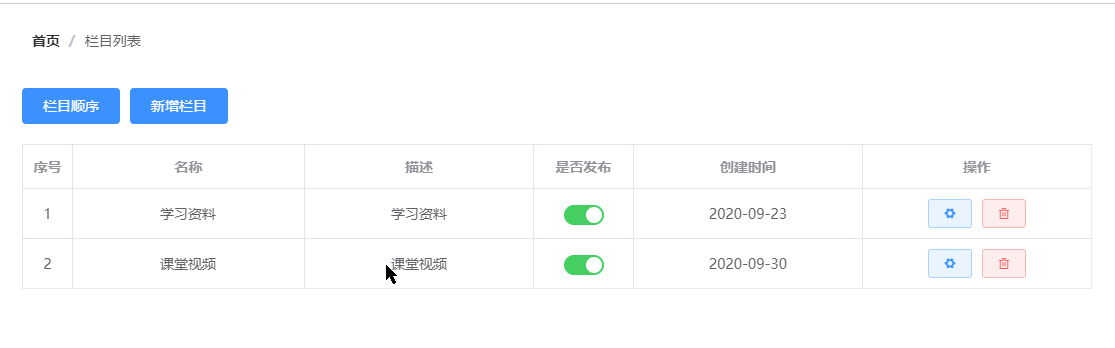 首页 / 栏目列表
栏目顺序 新增栏目
序号 名称 描述 是否发布 创建时间 操作
1 学习资料 学习资料 2020-09-23
2 课堂视频 课堂视频 2020-09-30